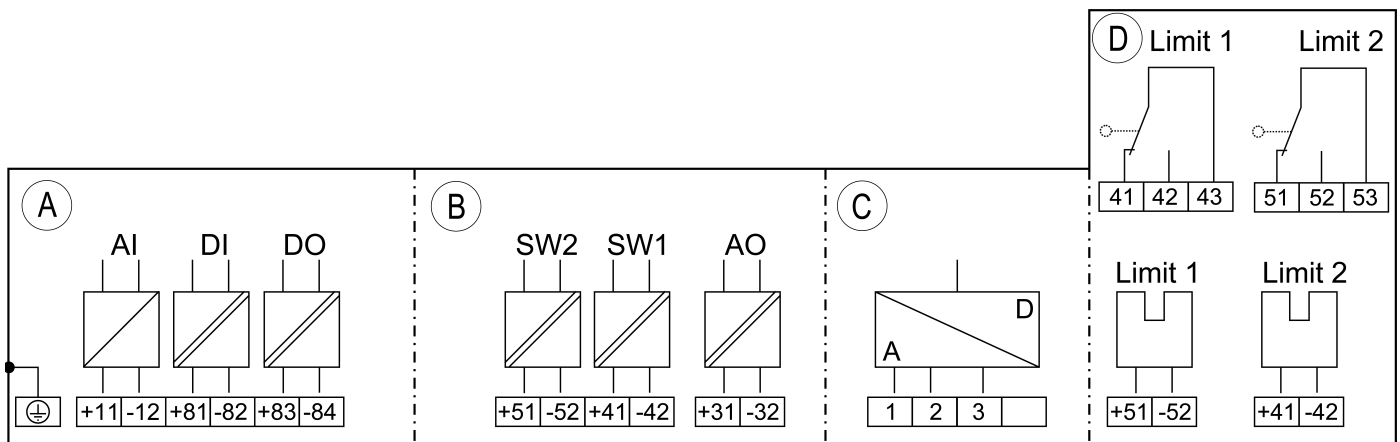 D Limit 1 Limit 2
41 42 43 51 52 53
A B C
AI DI DO SW2 SW1 AO
Limit 1 Limit 2
D
A
+11 -12 +81 -82 +83 -84 +51 -52 +41 -42 +31 -32 1 2 3 +51 -52 +41 -42